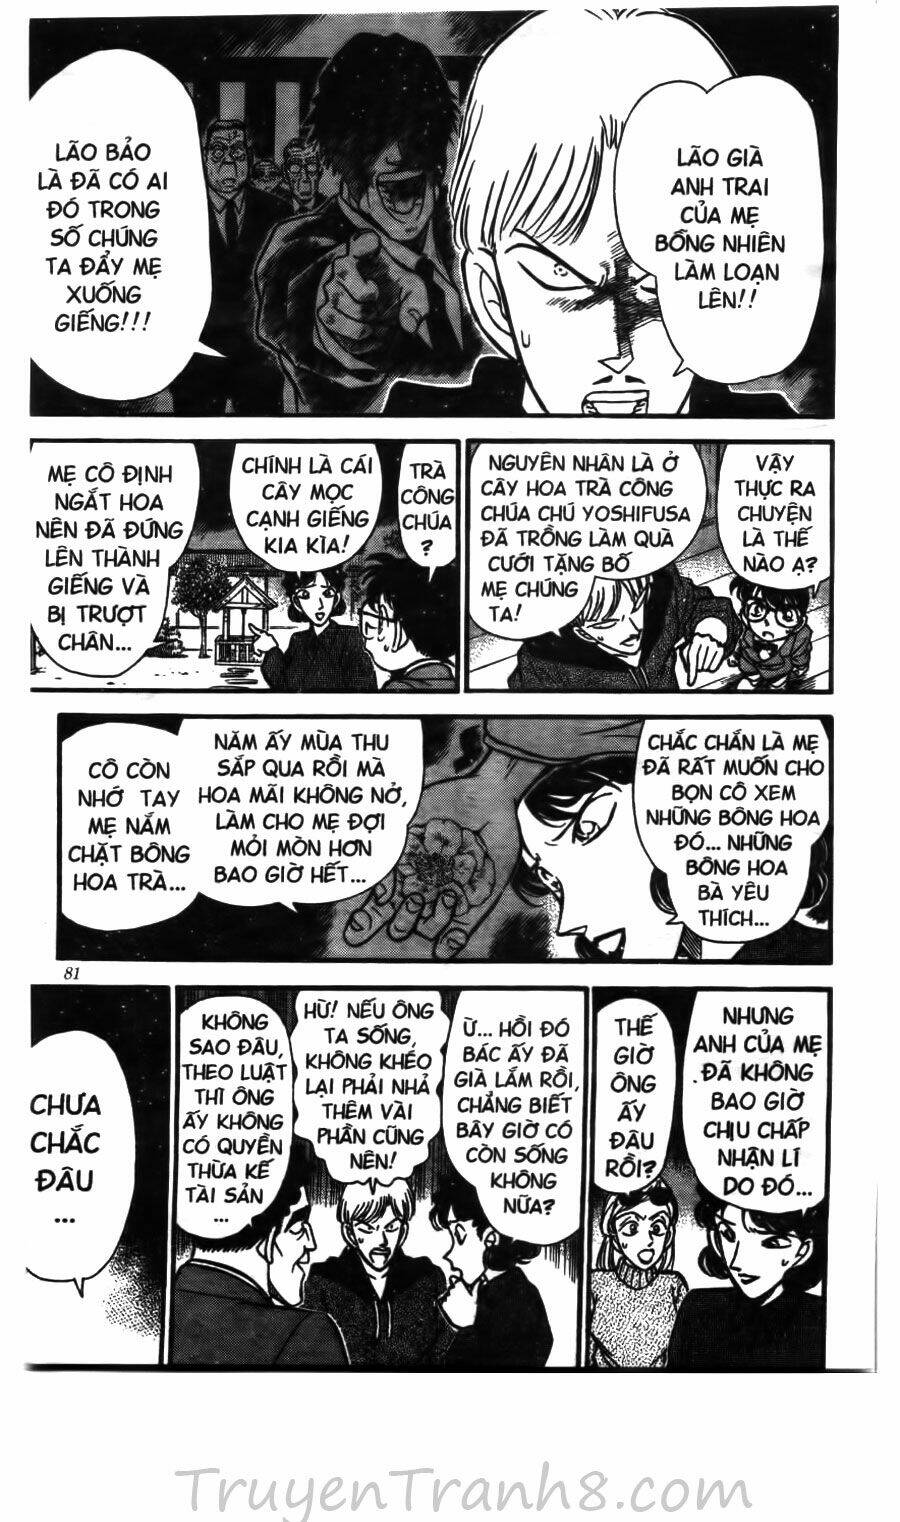 LÃO GIÀ
ANH TRAI
CỦA MẸ
BỖNG NHIÊN
LÀM LOẠN
LÊN!!
LÃO BẢO
LÀ ĐÃ CÓ AI
ĐÓ TRONG
SỐ CHÚNG
TA ĐẨY MẸ
XUỐNG
GIẾNG!!!
VẬY
THỰC RA
CHUYỆN
LÀ THẾ
NÀO Ạ?
NGUYÊN NHÂN LÀ Ở
CÂY HOA TRÀ CÔNG
CHÚA CHÚ YOSHIFUSA
ĐÃ TRỒNG LÀM QUÀ
CƯỚI TẶNG BỐ
MẸ CHÚNG
TA!
TRÀ
CÔNG
CHÚA
?
CHÍNH LÀ CÁI
CÂY MỌC
CẠNH GIẾNG
KIA KÌA!
MẸ CÔ ĐỊNH
NGẮT HOA
NÊN ĐÃ ĐỨNG
LÊN THÀNH
GIẾNG VÀ
BỊ TRƯỢT
CHÂN...
CHẮC CHẮN LÀ MẸ
ĐÃ RẤT MUỐN CHO
BỌN CÔ XEM
NHỮNG BÔNG HOA
ĐÓ... NHỮNG
BÔNG HOA
BÀ YÊU
THÍCH...
NĂM ẤY MÙA THU
SẮP QUA RỒI MÀ
HOA MÃI KHÔNG NỞ,
LÀM CHO MẸ ĐỢI
MỎI MÒN HƠN
BAO GIỜ HẾT...
CÔ CÒN
NHỚ TAY
MẸ NẮM
CHẶT BÔNG
HOA TRÀ...
81
NHƯNG
ANH CỦA MẸ
ĐÃ KHÔNG
BAO GIỜ
CHỊU CHẤP
NHẬN LÍ
DO ĐÓ...
THẾ
GIỜ
ÔNG
ẤY
ĐÂU
RỒI?
Ừ... HỒI ĐÓ
BÁC ẤY ĐÃ
GIÀ LẮM RỒI,
CHẲNG BIẾT
BÂY GIỜ CÓ
CÒN SỐNG
KHÔNG
NỮA?
HỪ! NẾU ÔNG
TA SỐNG,
KHÔNG KHÉO
LẠI PHẢI NHẢ
THÊM VÀI
PHẦN CŨNG
NÊN!
KHÔNG
SAO ĐÂU,
THEO LUẬT
THÌ ÔNG
ẤY KHÔNG
CÓ QUYỀN
THỪA KẾ
TÀI SẢN
...
CHƯA
CHẮC
ĐÂU
...
TruyenTranh8.com